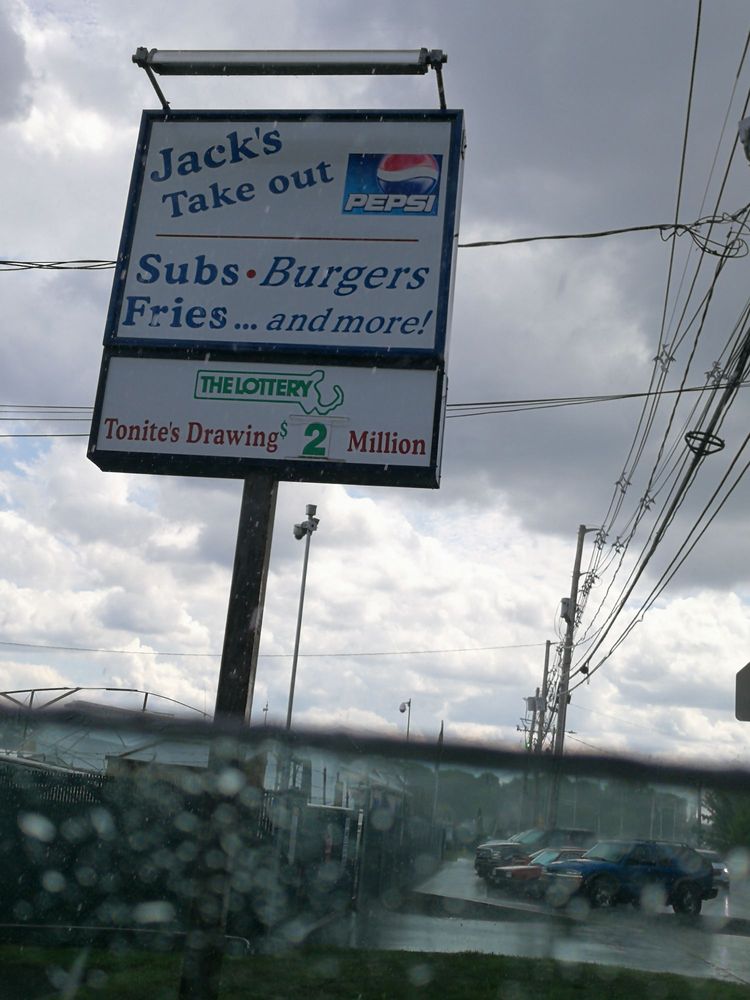 Jack's
Take out
PEPSI
Subs • Burgers
Fries... and more!
THE LOTTERY
Tonite's Drawing $ 2 Million